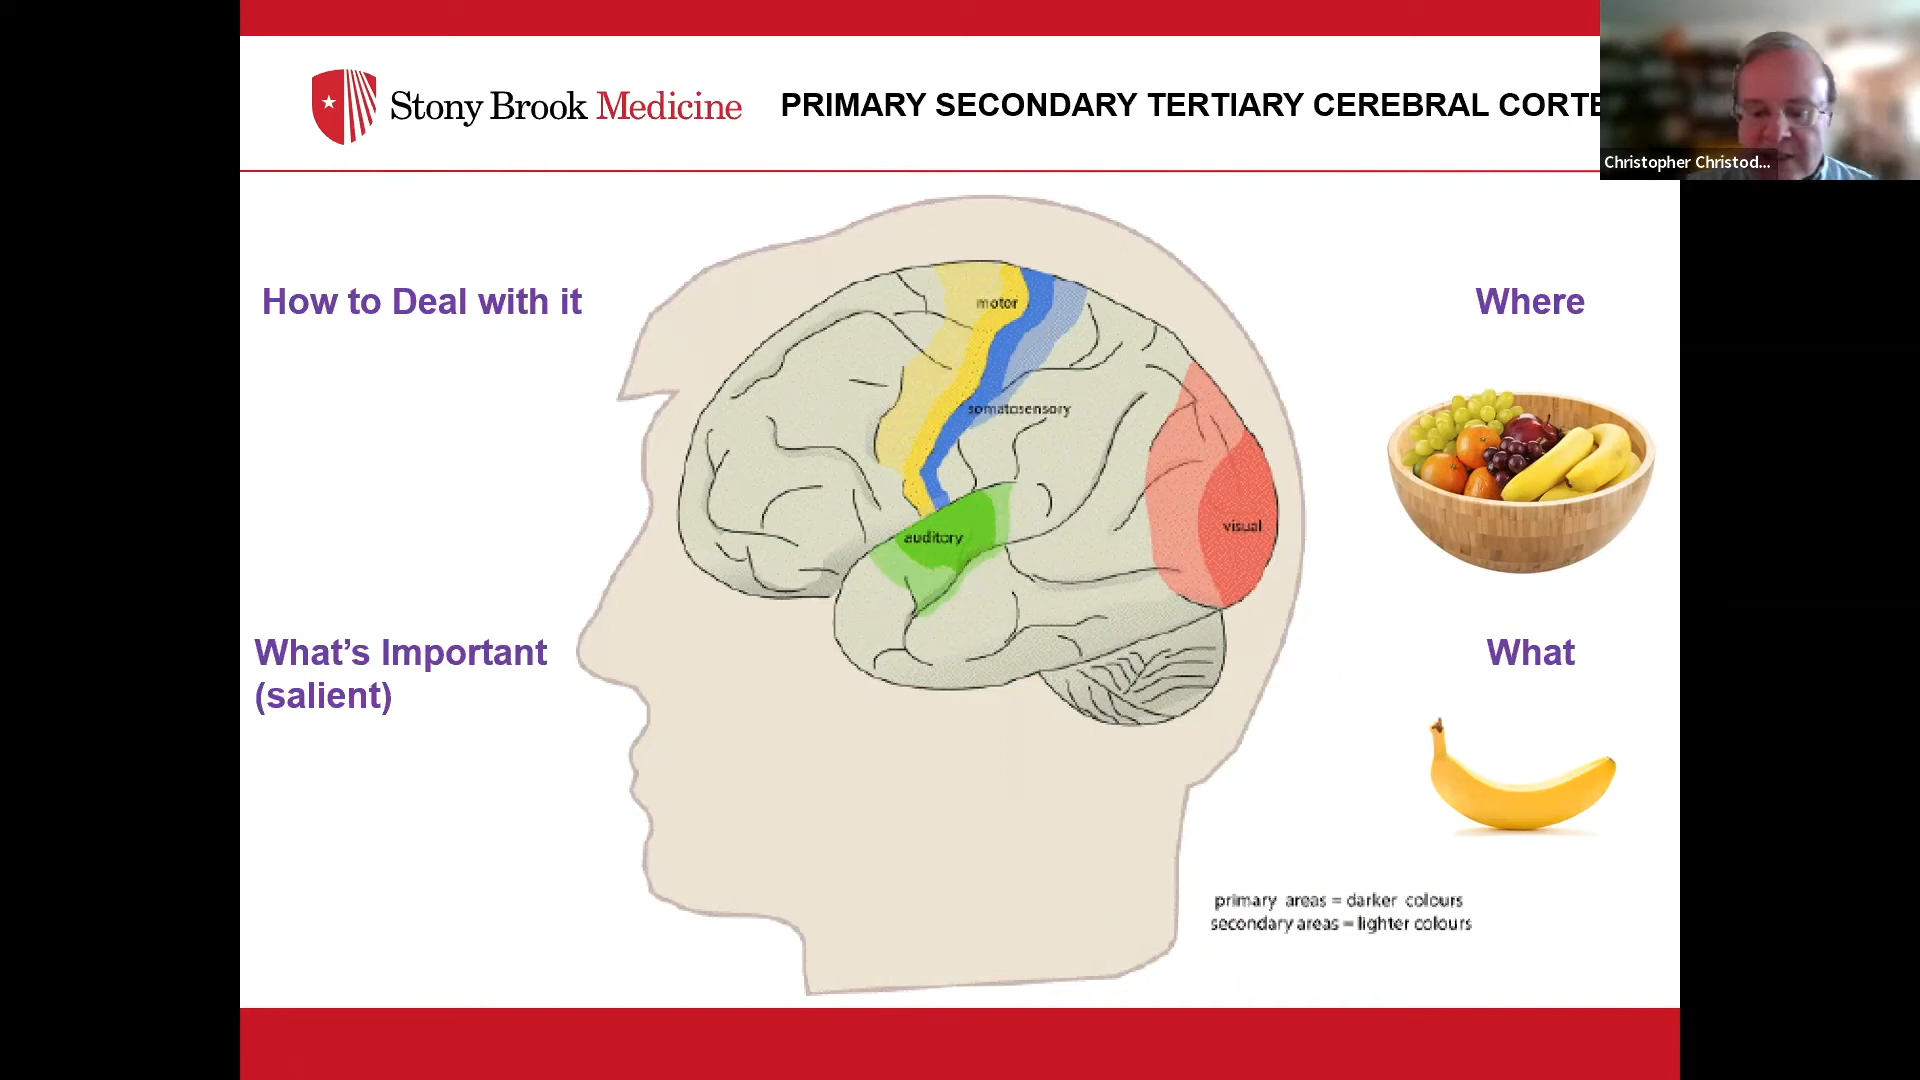 Stony Brook Medicine
PRIMARY SECONDARY TERTIARY CEREBRAL CORTE
Christopher Christod...
How to Deal with it
Where
motor
somatosensory
visual
auditory
What's Important
(salient)
What
primary areas = darker colours
secondary areas = lighter colours